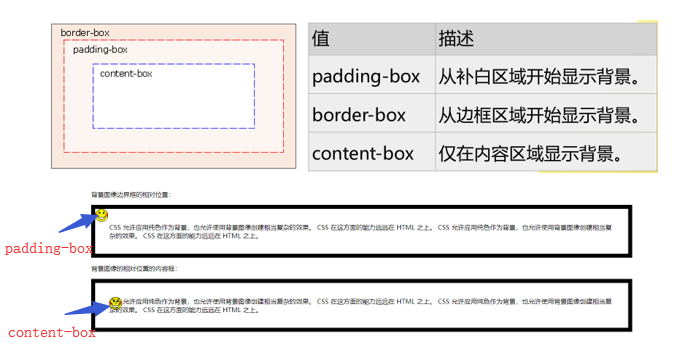 border-box
padding-box
content-box
值 描述
padding-box 从补白区域开始显示背景。
border-box 从边框区域开始显示背景。
content-box 仅在内容区域显示背景。
背景图像边界框的相对位置：
CSS 允许应用纯色作为背景，也允许使用背景图像创建相当复杂的效果。 CSS 在这方面的能力远远在 HTML 之上。 CSS 允许应用纯色作为背景，也允许使用背景图像创建相当复
杂的效果。 CSS 在这方面的能力远远在 HTML 之上。
padding-box
背景图像的相对位置的内容框：
允许应用纯色作为背景，也允许使用背景图像创建相当复杂的效果。 CSS 在这方面的能力远远在 HTML 之上。 CSS 允许应用纯色作为背景，也允许使用背景图像创建相当复
杂的效果。 CSS 在这方面的能力远远在 HTML 之上。
content-box